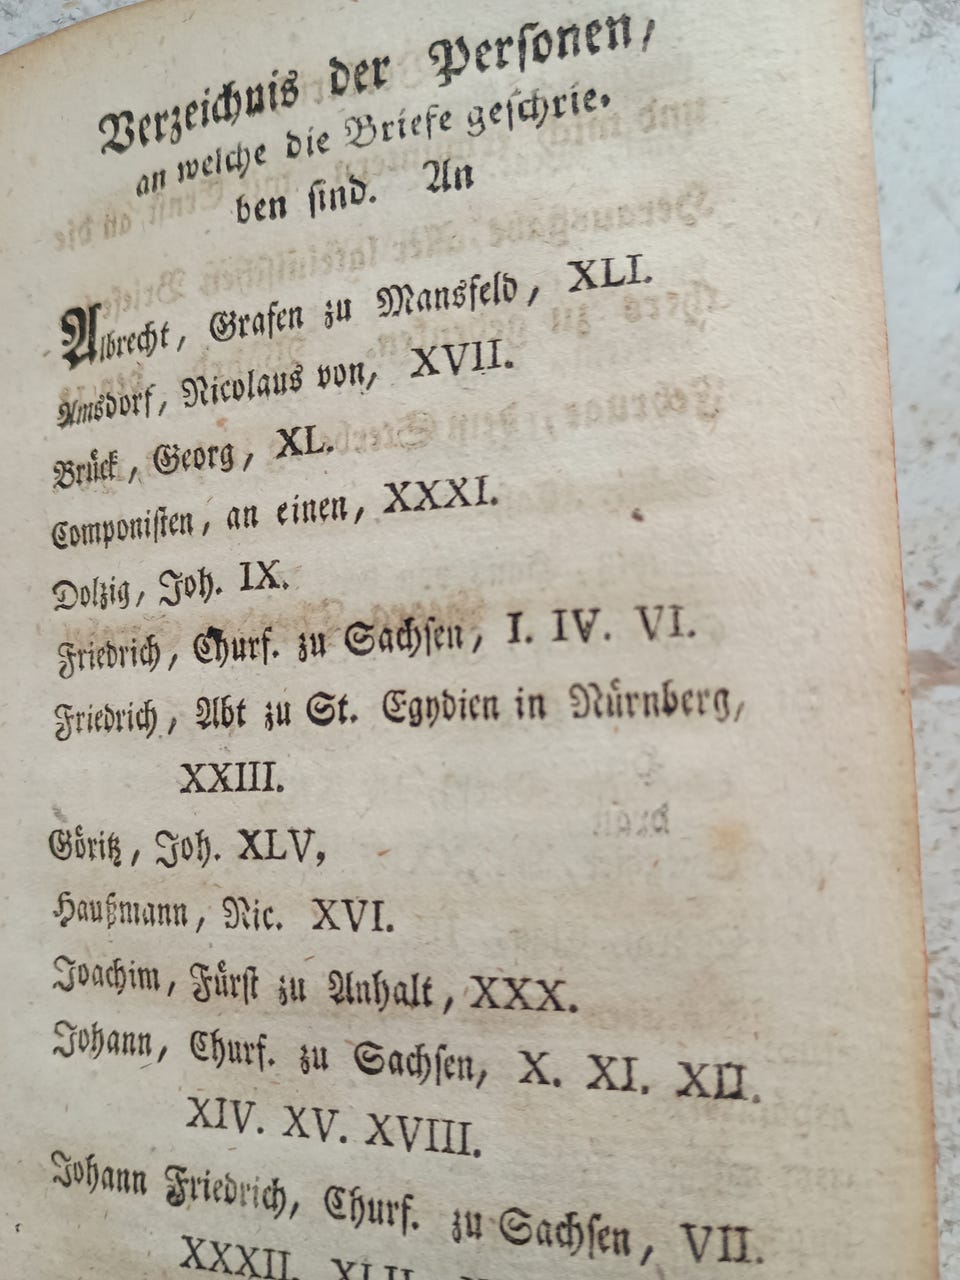 Verzeichnis der Personen,
an welche die Briefe geſchrie-
ben ſind. An
Albrecht, Grafen zu Mansfeld, XLI.
Amsdorf, Nicolaus von, XVII.
Brück, Georg, XL.
Componiſten, an einen, XXXI.
Dolzig, Joh. IX.
Friedrich, Churf. zu Sachſen, I. IV. VI.
Friedrich, Abt zu St. Egydien in Nürnberg,
XXIII.
Göritz, Joh. XLV,
Haußmann, Nic. XVI.
Joachim, Fürſt zu Anhalt, XXX.
Johann, Churf. zu Sachſen, X. XI. XII.
XIV. XV. XVIII.
Johann Friedrich, Churf. zu Sachſen, VII.
XXXII.